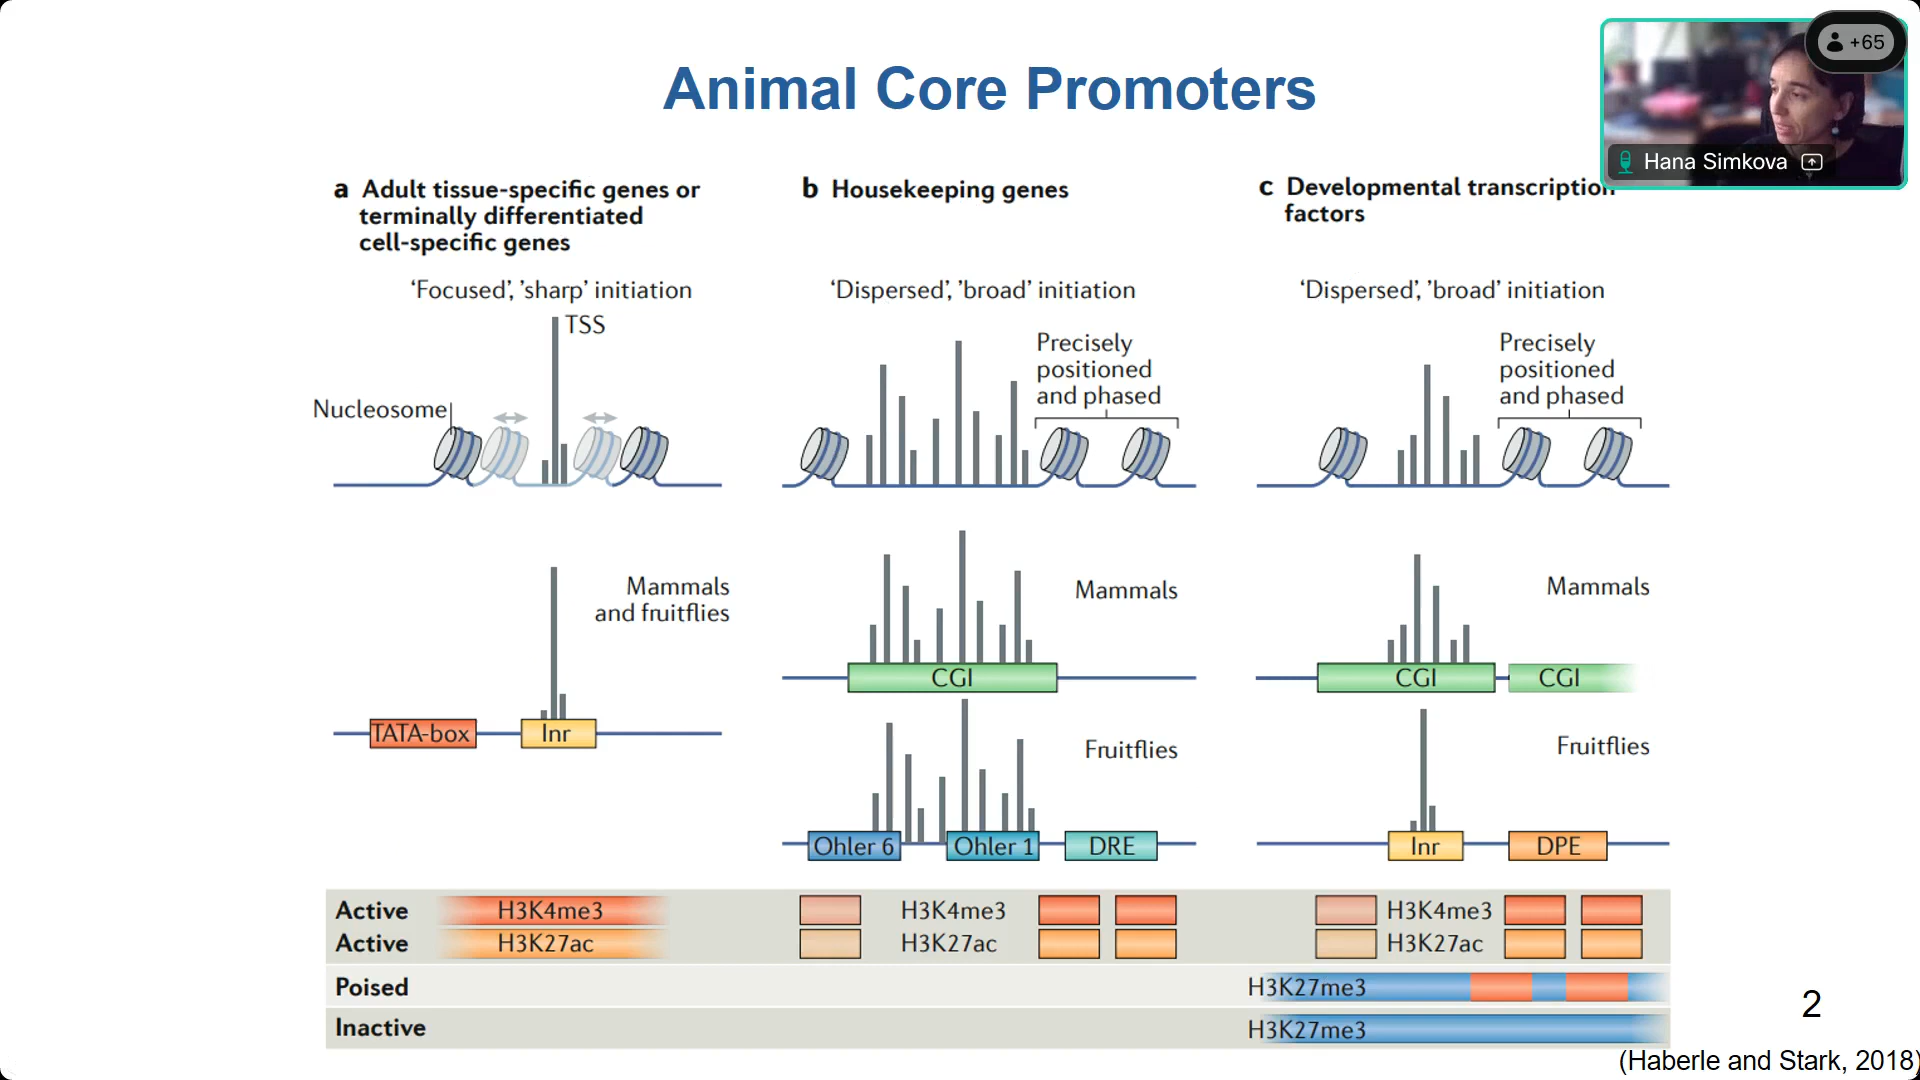 Animal Core Promoters
+65
Hana Simkova
a Adult tissue-specific genes or
terminally differentiated
cell-specific genes
‘Focused’, ’sharp’ initiation
TSS
Nucleosome
Mammals
and fruitflies
TATA-box
Inr
b Housekeeping genes
‘Dispersed’, ’broad’ initiation
Precisely
positioned
and phased
Mammals
CGI
Fruitflies
Ohler 6
Ohler 1
DRE
c Developmental transcription
factors
‘Dispersed’, ’broad’ initiation
Precisely
positioned
and phased
Mammals
CGI
CGI
Fruitflies
Inr
DPE
Active H3K4me3 H3K4me3 H3K4me3
Active H3K27ac H3K27ac H3K27ac
Poised H3K27me3
Inactive H3K27me3
2
(Haberle and Stark, 2018)